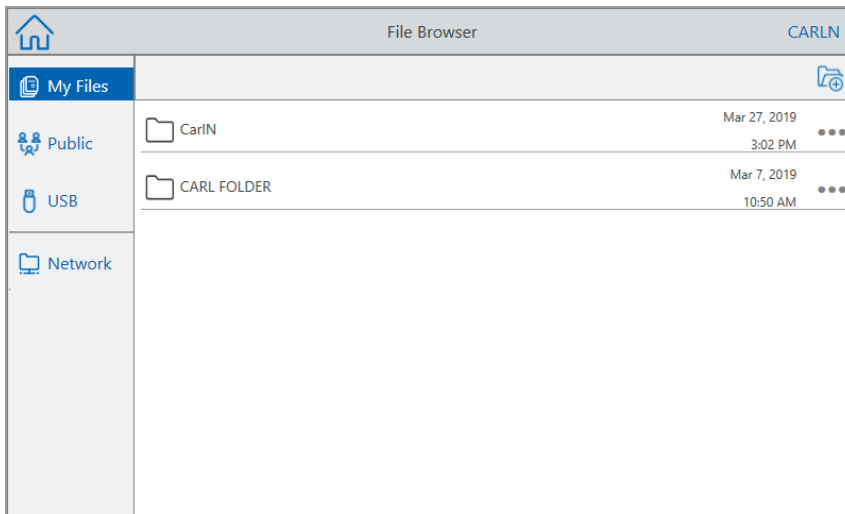 File Browser
CARLN
My Files
Public
USB
Network
CarlN
Mar 27, 2019
3:02 PM
CARL FOLDER
Mar 7, 2019
10:50 AM